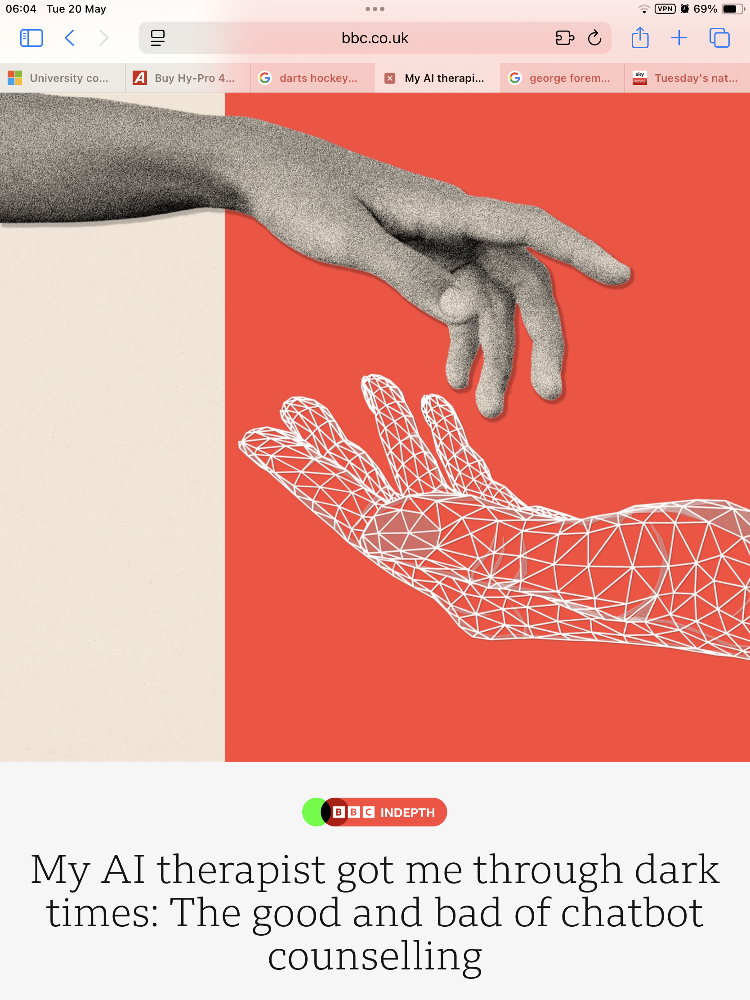 06:04 Tue 20 May
VPN 69%
bbc.co.uk
University co...
Buy Hy-Pro 4...
darts hockey...
My AI therapi...
george forem...
sky news
Tuesday's nat...
BBC INDEPTH
My AI therapist got me through dark
times: The good and bad of chatbot
counselling